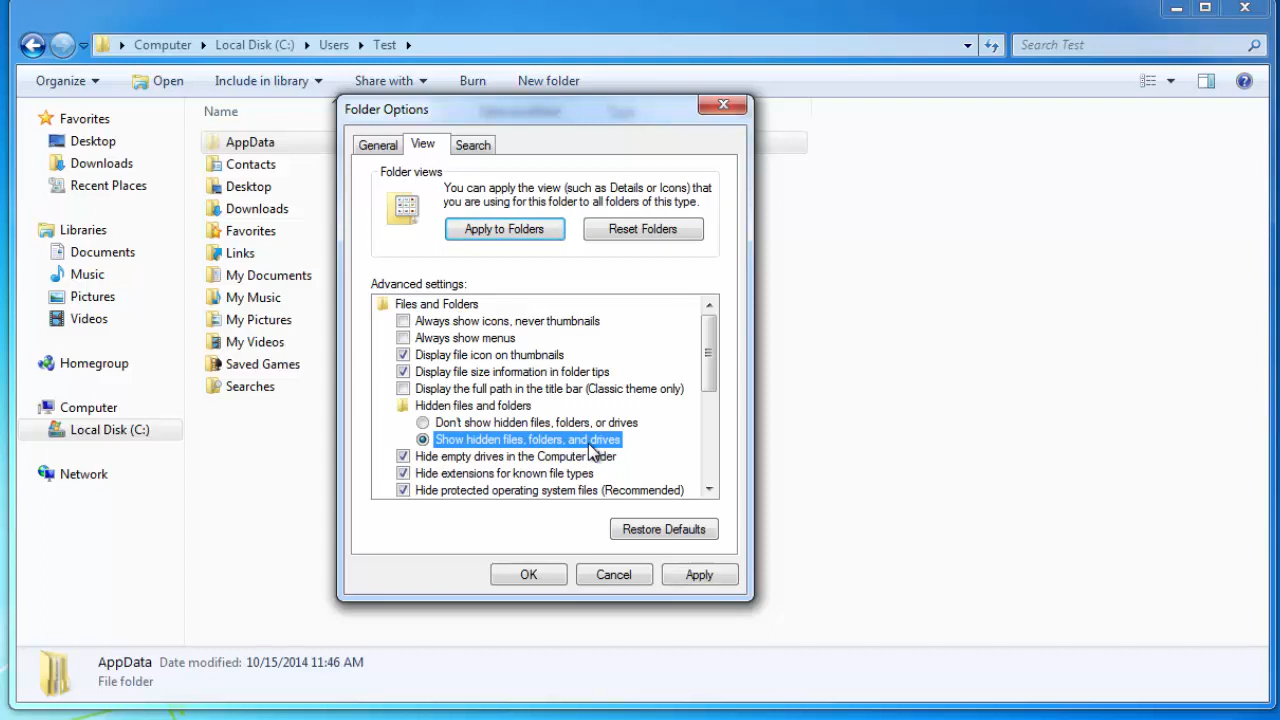 Computer Local Disk (C:) Users Test
Search Test
Organize Open Include in library Share with Burn New folder
Favorites
Desktop
Downloads
Recent Places
Libraries
Documents
Music
Pictures
Videos
Homegroup
Computer
Local Disk (C:)
Network
Name
AppData
Contacts
Desktop
Downloads
Favorites
Links
My Documents
My Music
My Pictures
My Videos
Saved Games
Searches
Folder Options
General View Search
Folder views
You can apply the view (such as Details or Icons) that
you are using for this folder to all folders of this type.
Apply to Folders Reset Folders
Advanced settings:
Files and Folders
Always show icons, never thumbnails
Always show menus
Display file icon on thumbnails
Display file size information in folder tips
Display the full path in the title bar (Classic theme only)
Hidden files and folders
Don't show hidden files, folders, or drives
Show hidden files, folders, and drives
Hide empty drives in the Computer folder
Hide extensions for known file types
Hide protected operating system files (Recommended)
Restore Defaults
OK Cancel Apply
AppData Date modified: 10/15/2014 11:46 AM
File folder